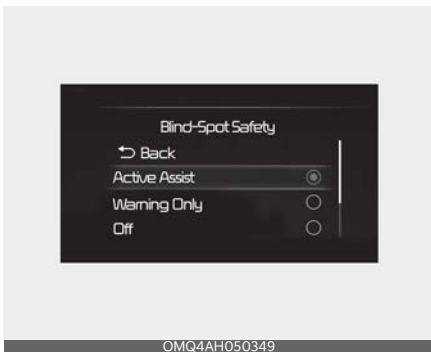 Blind-Spot Safety
Back
Active Assist
Warning Only
Off
OMQ4AH050349